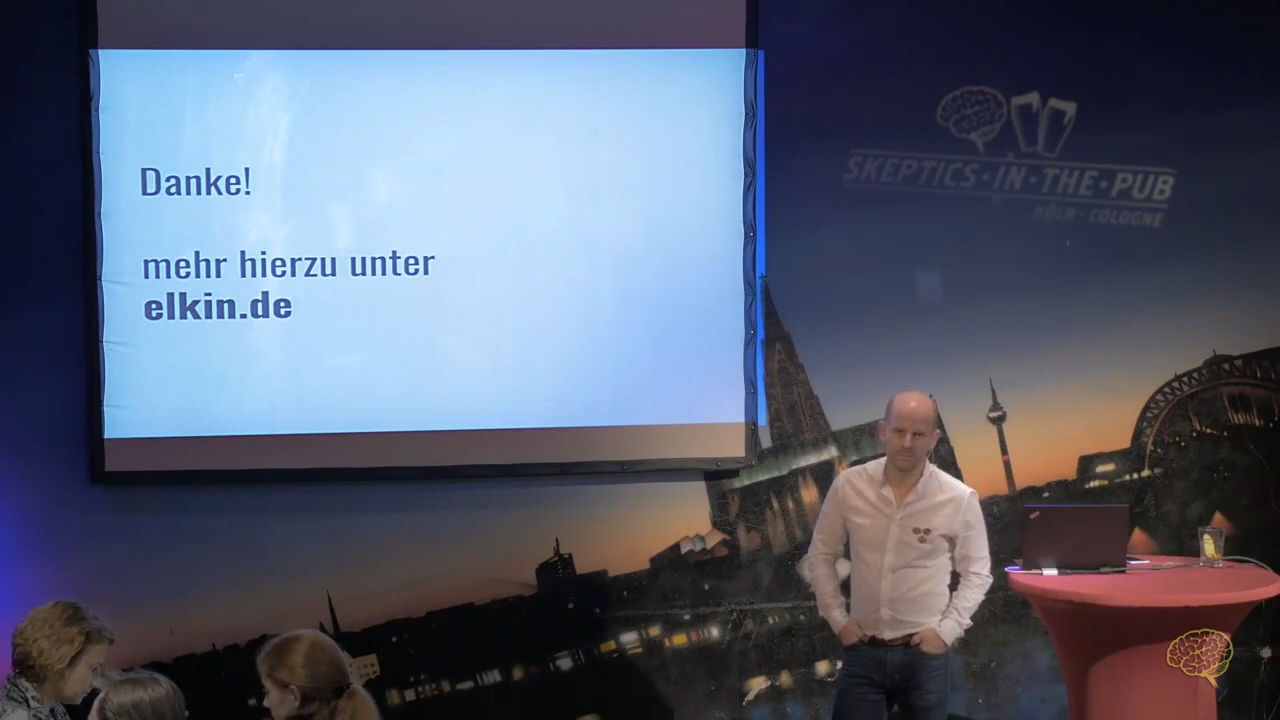 Danke!
mehr hierzu unter
elkin.de
SKEPTICS·IN·THE·PUB
KÖLN · COLOGNE